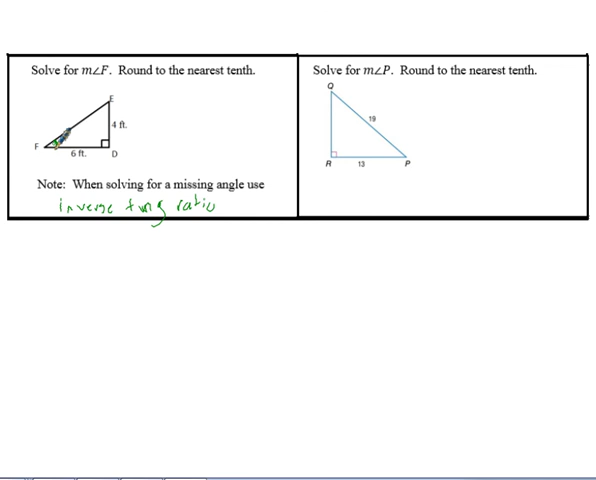 Solve for m∠F. Round to the nearest tenth.
E
4 ft.
F
6 ft.
D
Note: When solving for a missing angle use
inverse trig ratio
Solve for m∠P. Round to the nearest tenth.
Q
19
R
13
P